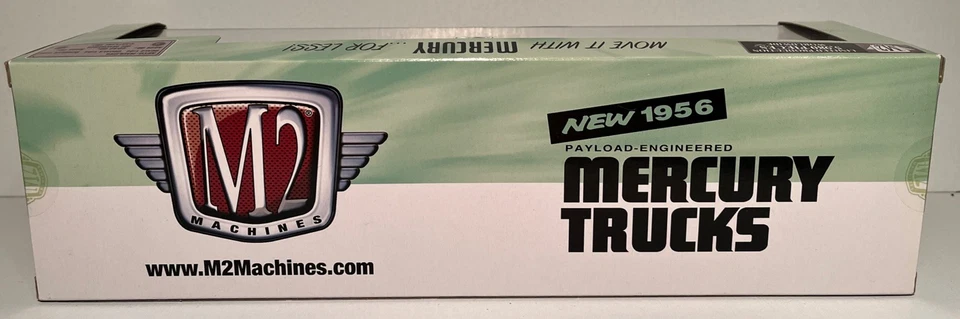 MOVE IT WITH MERCURY ...FOR LESS!
M2
MACHINES
www.M2Machines.com
NEW 1956
PAYLOAD-ENGINEERED
MERCURY
TRUCKS